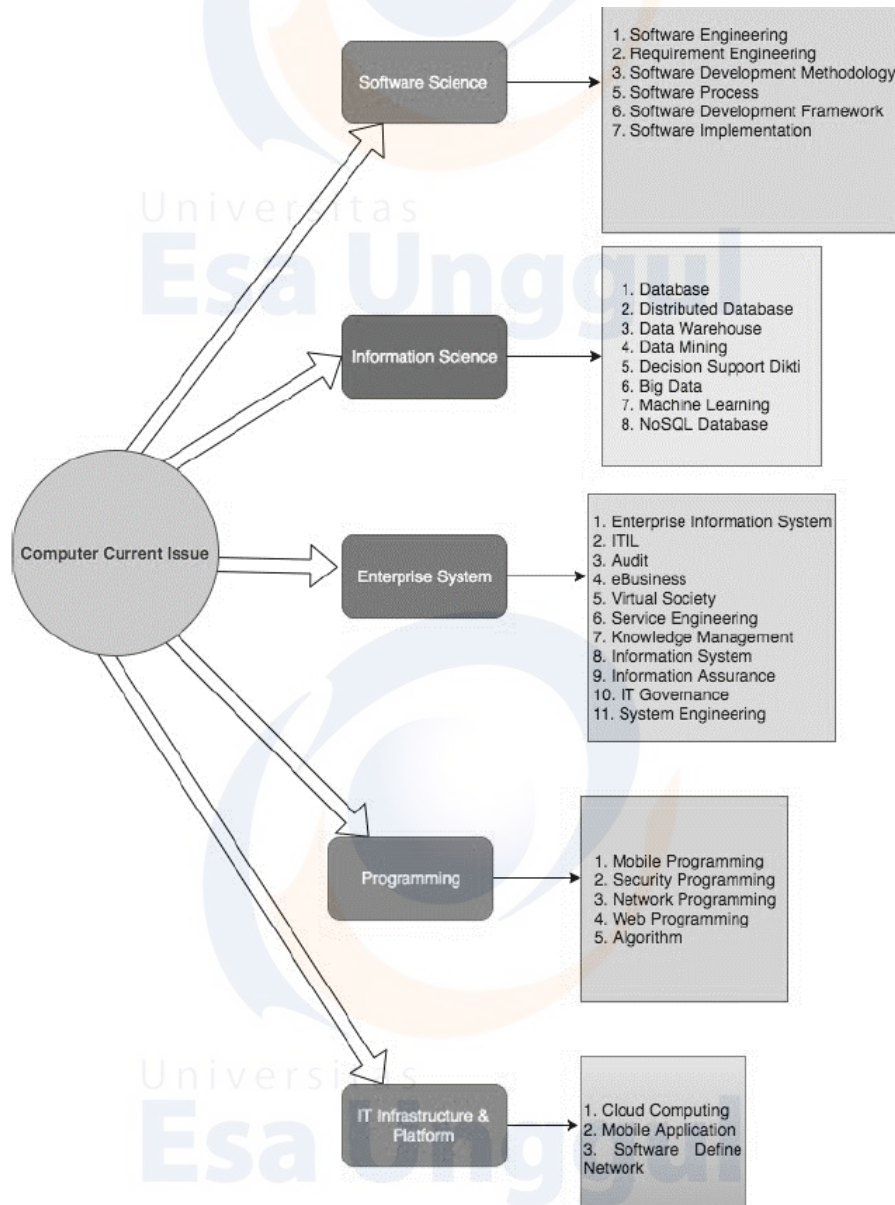 Software Science
1. Software Engineering
2. Requirement Engineering
3. Software Development Methodology
5. Software Process
6. Software Development Framework
7. Software Implementation
Universitas
Esa Unggul
Information Science
1. Database
2. Distributed Database
3. Data Warehouse
4. Data Mining
5. Decision Support Dikti
6. Big Data
7. Machine Learning
8. NoSQL Database
Computer Current Issue
Enterprise System
1. Enterprise Information System
2. ITIL
3. Audit
4. eBusiness
5. Virtual Society
6. Service Engineering
7. Knowledge Management
8. Information System
9. Information Assurance
10. IT Governance
11. System Engineering
Programming
1. Mobile Programming
2. Security Programming
3. Network Programming
4. Web Programming
5. Algorithm
Universitas
Esa Unggul
IT Infrastructure &
Platform
1. Cloud Computing
2. Mobile Application
3. Software Define
Network